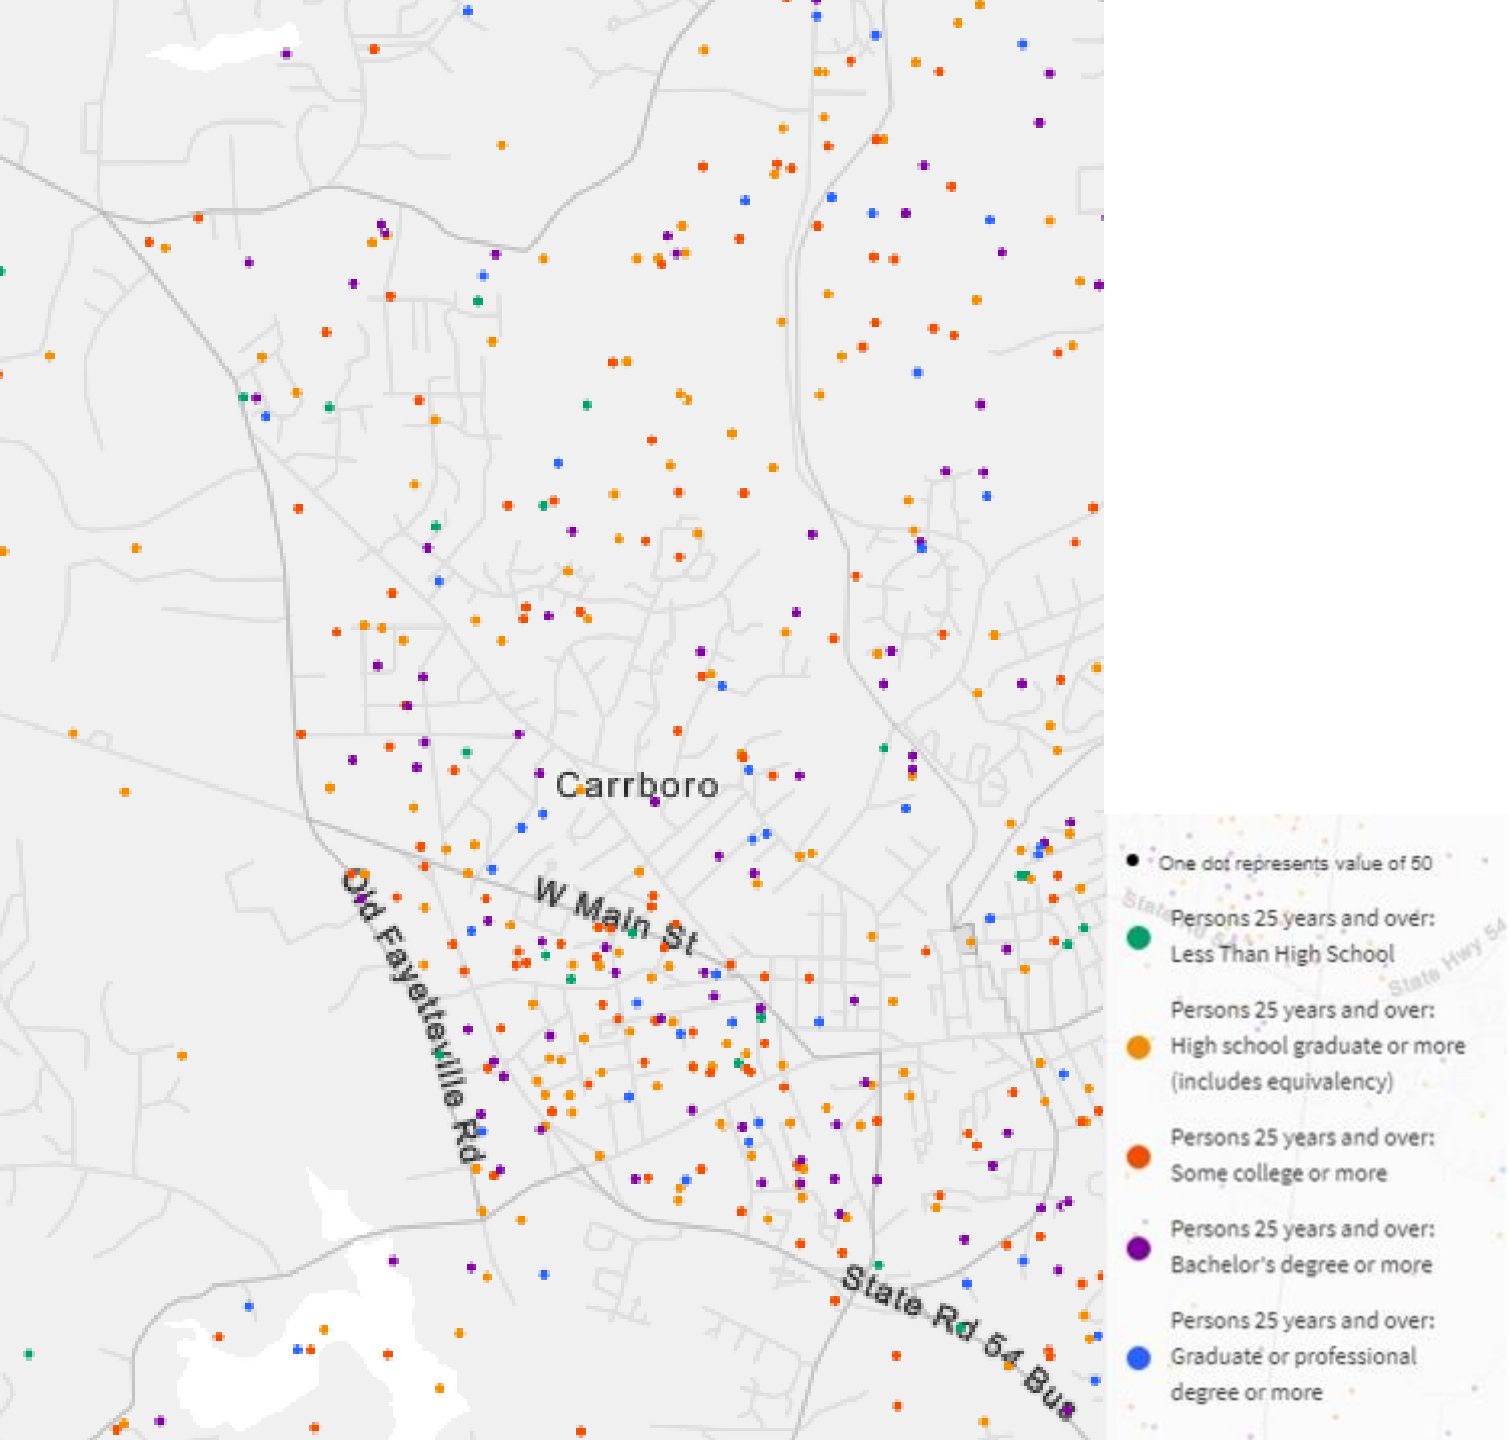 Carrboro
W Main St
Old Fayetteville Rd
State Rd 54 Bus
One dot represents value of 50
Persons 25 years and over:
Less Than High School
State Hwy 54
Persons 25 years and over:
High school graduate or more
(includes equivalency)
Persons 25 years and over:
Some college or more
Persons 25 years and over:
Bachelor's degree or more
Persons 25 years and over:
Graduate or professional
degree or more